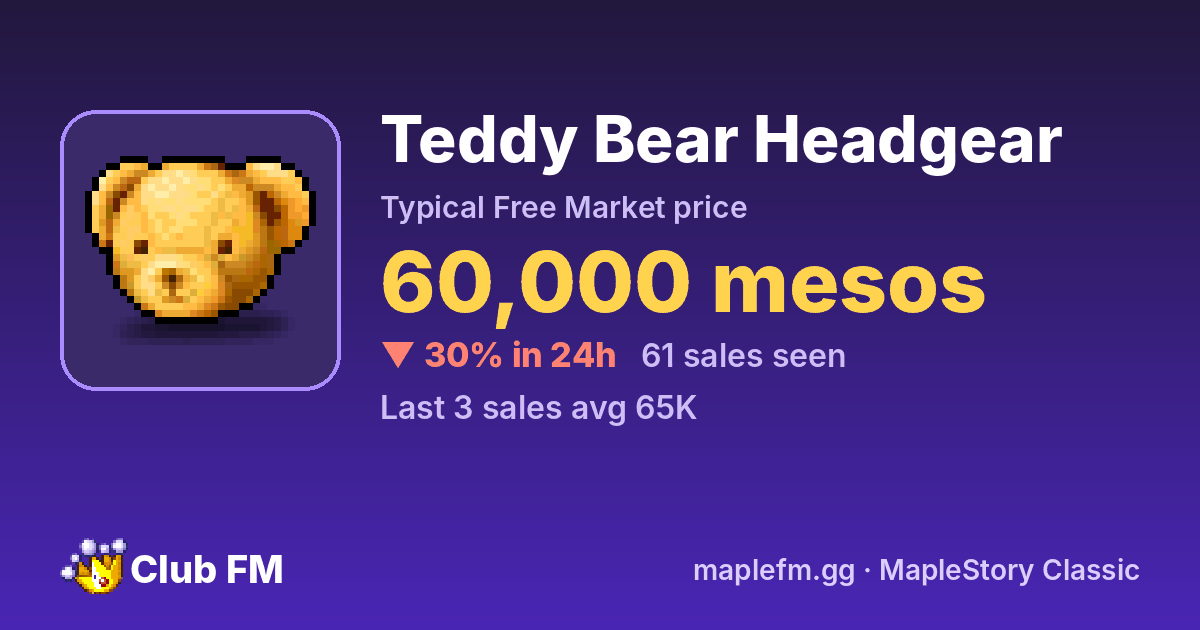 Teddy Bear Headgear
Typical Free Market price
60,000 mesos
▼ 30% in 24h 61 sales seen
Last 3 sales avg 65K
Club FM
maplefm.gg · MapleStory Classic